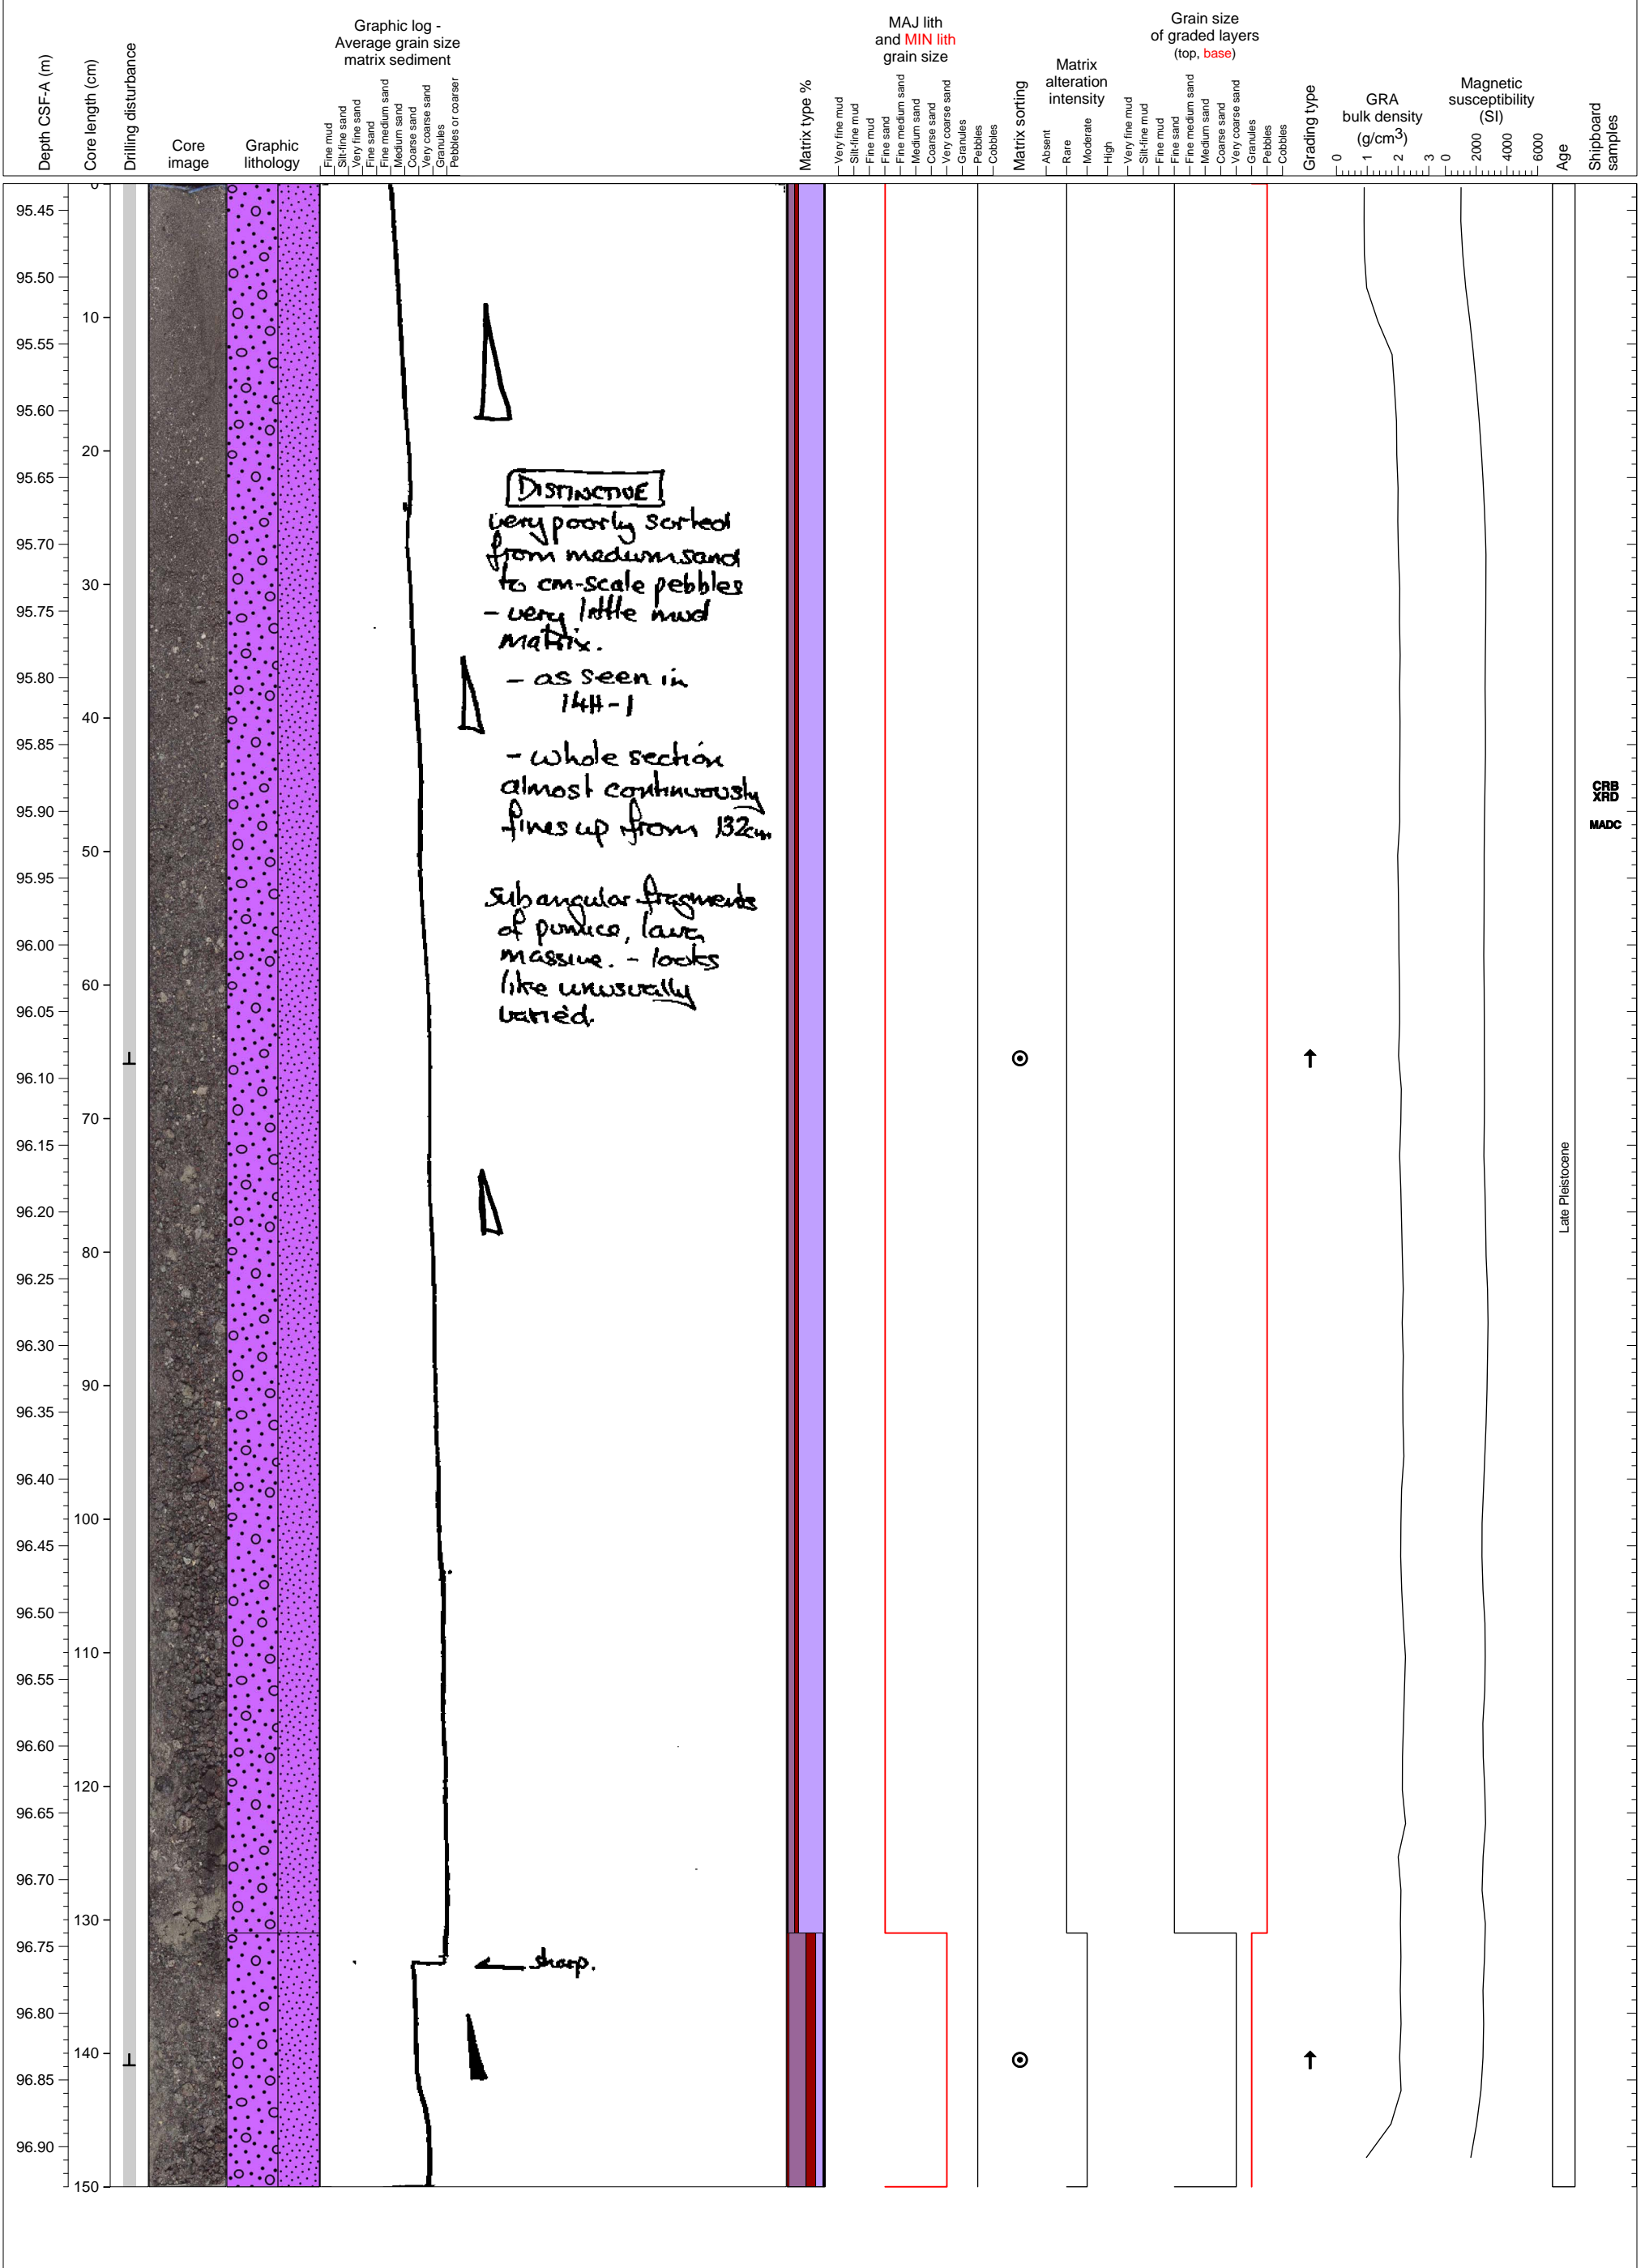 Depth CSF-A (m)
Core length (cm)
Drilling disturbance
Core
image
Graphic
lithology
Graphic log -
Average grain size
matrix sediment
Fine mud
Silt-fine sand
Very fine sand
Fine sand
Fine medium sand
Medium sand
Coarse sand
Very coarse sand
Granules
Pebbles or coarser
Matrix type %
MAJ lith
and MIN lith
grain size
Very fine mud
Silt-fine mud
Fine mud
Fine sand
Fine medium sand
Medium sand
Coarse sand
Very coarse sand
Granules
Pebbles
Cobbles
Matrix sorting
Matrix
alteration
intensity
Absent
Rare
Moderate
High
Grain size
of graded layers
(top, base)
Very fine mud
Silt-fine mud
Fine mud
Fine sand
Fine medium sand
Medium sand
Coarse sand
Very coarse sand
Granules
Pebbles
Cobbles
Grading type
GRA
bulk density
(g/cm3)
0 1 2 3
Magnetic
susceptibility
(SI)
0 2000 4000 6000
Age
Shipboard
samples
0
95.45
95.50
10
95.55
95.60
20
95.65
95.70
30
95.75
95.80
40
95.85
95.90
50
95.95
96.00
60
96.05
96.10
70
96.15
96.20
80
96.25
96.30
90
96.35
96.40
100
96.45
96.50
110
96.55
96.60
120
96.65
96.70
130
96.75
96.80
140
96.85
96.90
150
DISTINCTIVE
very poorly sorted
from medium sand
to cm-scale pebbles
- very little mud
matrix.
- as seen in
14H-1
- whole section
almost continuously
fines up from 132cm
subangular fragments
of pumice, lava,
massive. - looks
like unusually
varied.
sharp.
CRB
XRD
MADC
Late Pleistocene